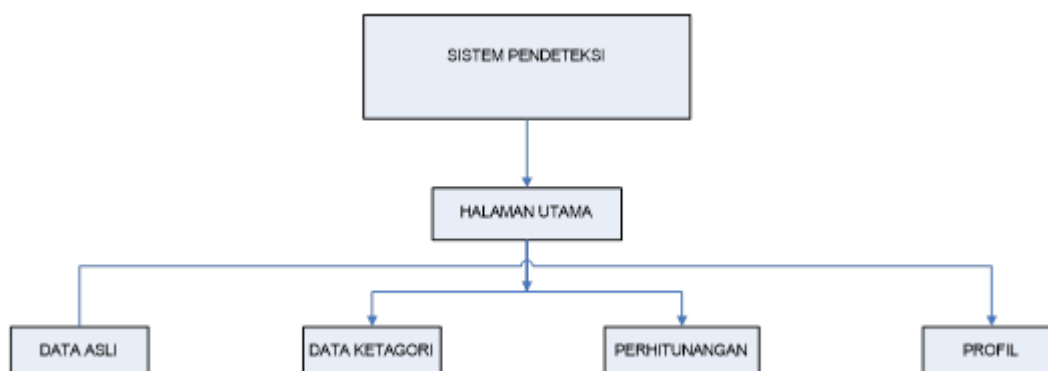 SISTEM PENDETEKSI
HALAMAN UTAMA
DATA ASLI
DATA KETAGORI
PERHITUNANGAN
PROFIL